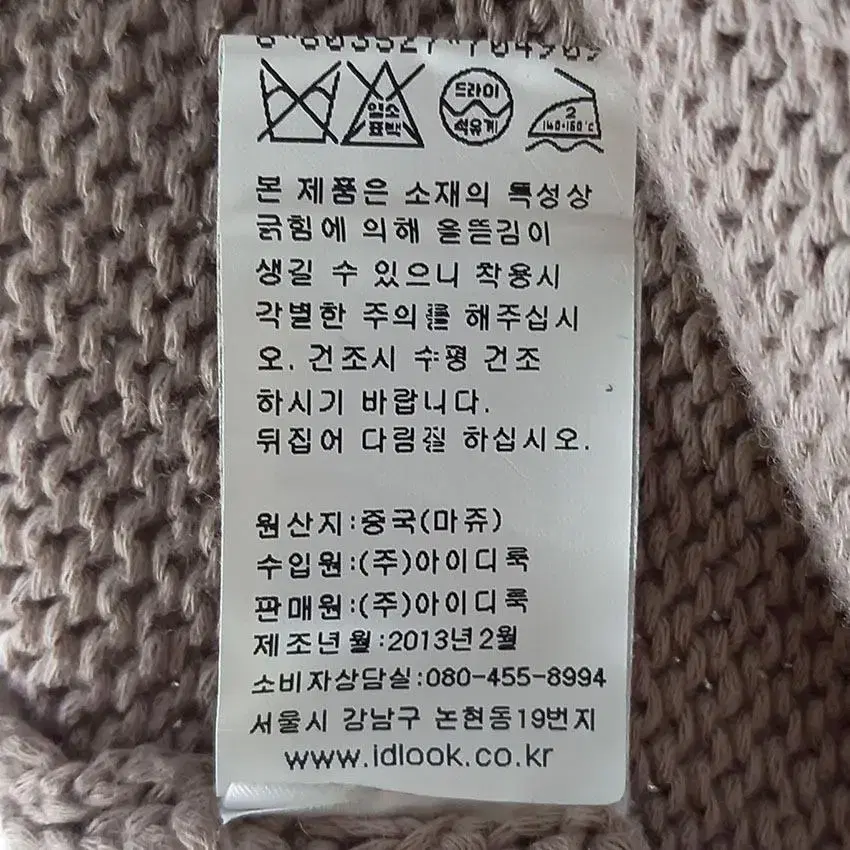 염소
표백
드라이
석유계
2
140~160°C
본 제품은 소재의 특성상
긁힘에 의해 올뜯김이
생길 수 있으니 착용시
각별한 주의를 해주십시
오. 건조시 수평 건조
하시기 바랍니다.
뒤집어 다림질 하십시오.
원산지:중국(마쥬)
수입원:(주)아이디룩
판매원:(주)아이디룩
제조년월:2013년2월
소비자상담실:080-455-8994
서울시 강남구 논현동19번지
www.idlook.co.kr